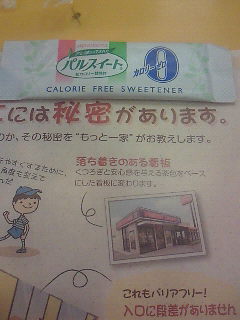 パルスイート
カロリーゼロ
0
CALORIE FREE SWEETENER
こには秘密があります。
のか、その秘密を“もっと一家”がお教えします。
落ち着きのある看板
くつろぎと安心感を与える茶色をベース
にした看板に変わります。
これもバリアフリー!
入口に段差がありません